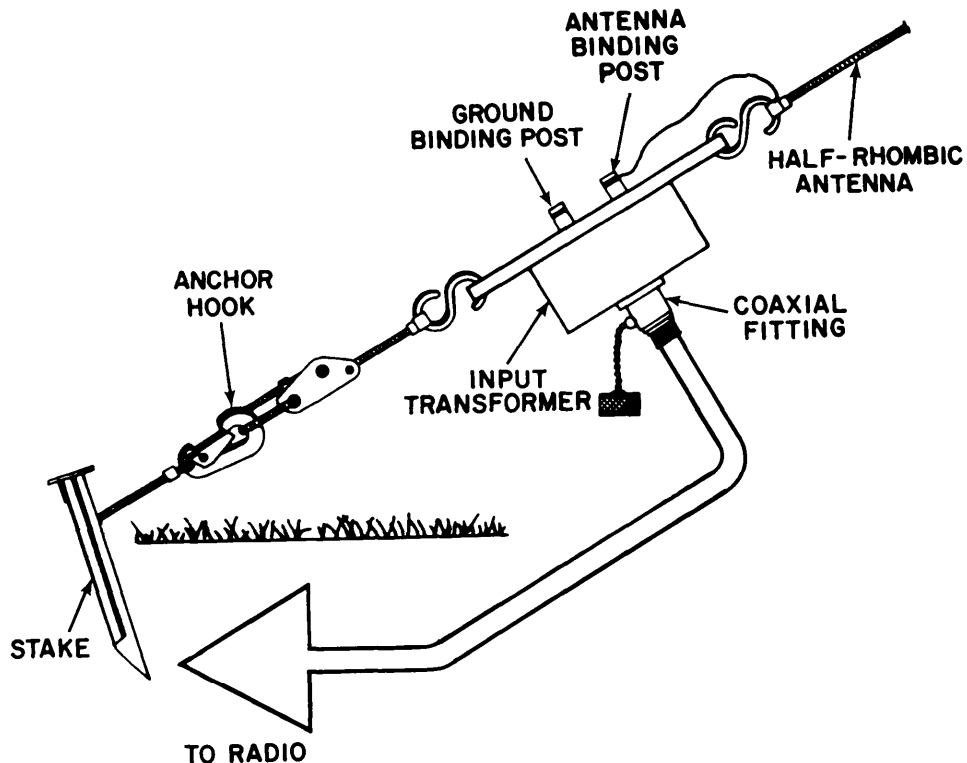 ANTENNA
BINDING
POST
GROUND
BINDING POST
HALF-RHOMBIC
ANTENNA
ANCHOR
HOOK
COAXIAL
FITTING
INPUT
TRANSFORMER
STAKE
TO RADIO